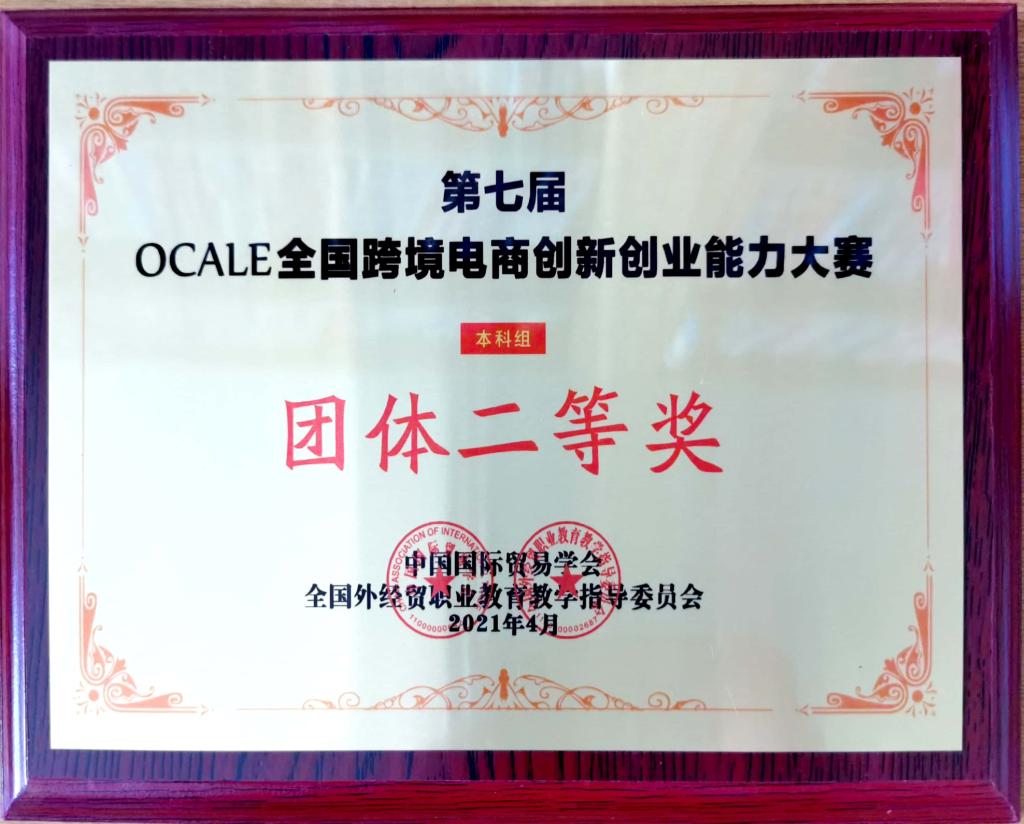 第七届
OCALE全国跨境电商创新创业能力大赛
本科组
团体二等奖
中国国际贸易学会
全国外经贸职业教育教学指导委员会
2021年4月